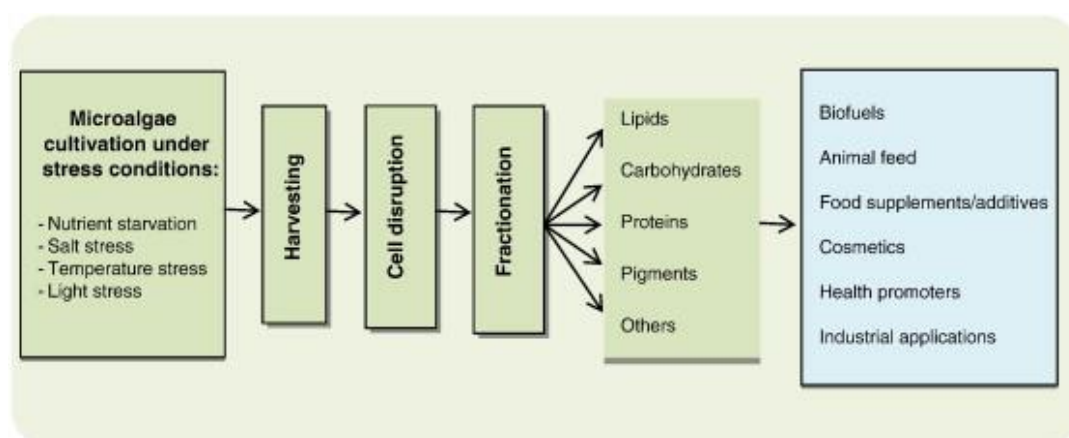 Microalgae
cultivation under
stress conditions:
- Nutrient starvation
- Salt stress
- Temperature stress
- Light stress
Harvesting
Cell disruption
Fractionation
Lipids
Carbohydrates
Proteins
Pigments
Others
Biofuels
Animal feed
Food supplements/additives
Cosmetics
Health promoters
Industrial applications